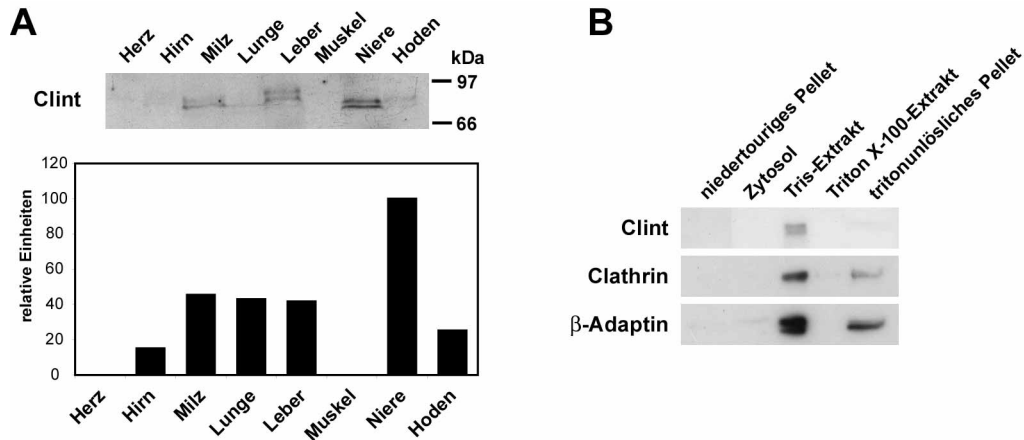 A
Herz Hirn Milz Lunge Leber Muskel Niere Hoden
kDa
Clint
97
66
relative Einheiten
120
100
80
60
40
20
0
Herz Hirn Milz Lunge Leber Muskel Niere Hoden
B
niedertouriges Pellet
Zytosol
Tris-Extrakt
Triton X-100-Extrakt
tritonunlösliches Pellet
Clint
Clathrin
β-Adaptin